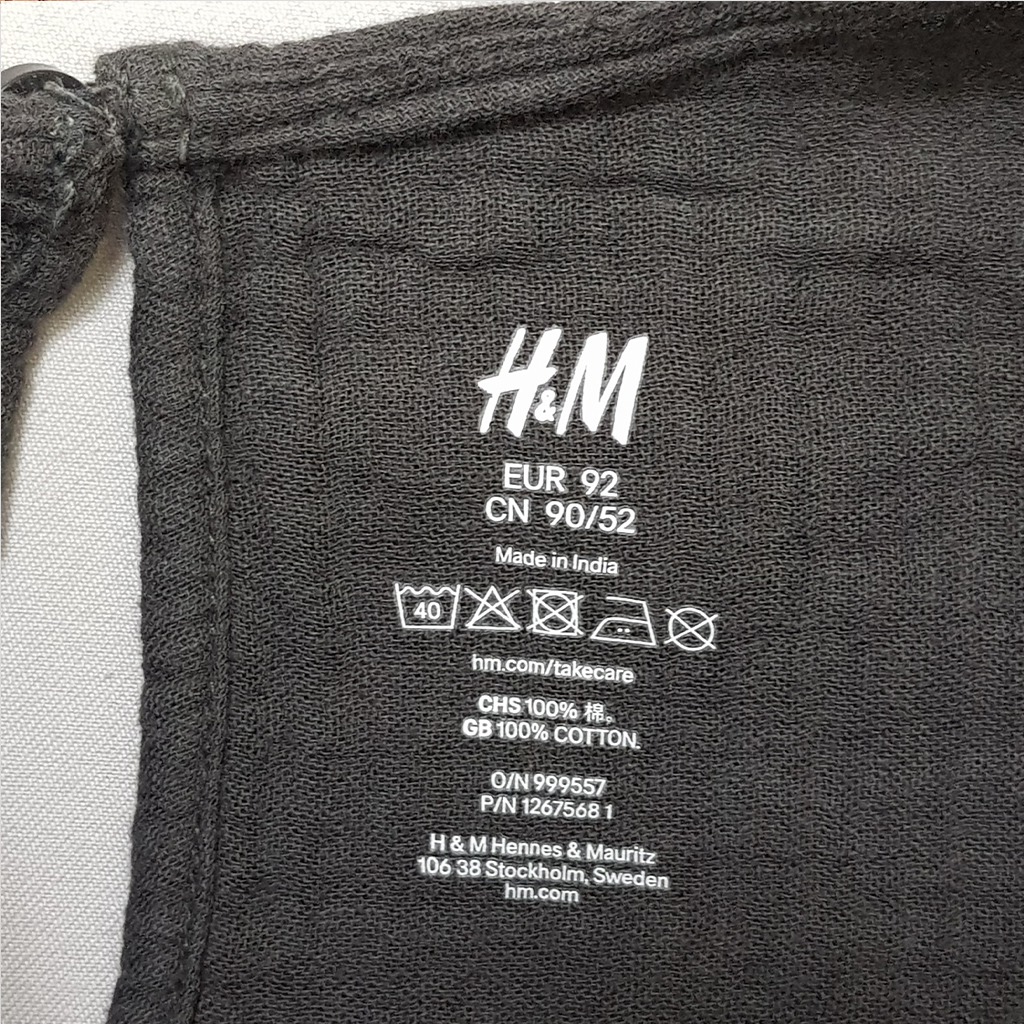 H&M
EUR 92
CN 90/52
Made in India
40
hm.com/takecare
CHS 100% 棉。
GB 100% COTTON.
O/N 999557
P/N 1267568 1
H & M Hennes & Mauritz
106 38 Stockholm, Sweden
hm.com